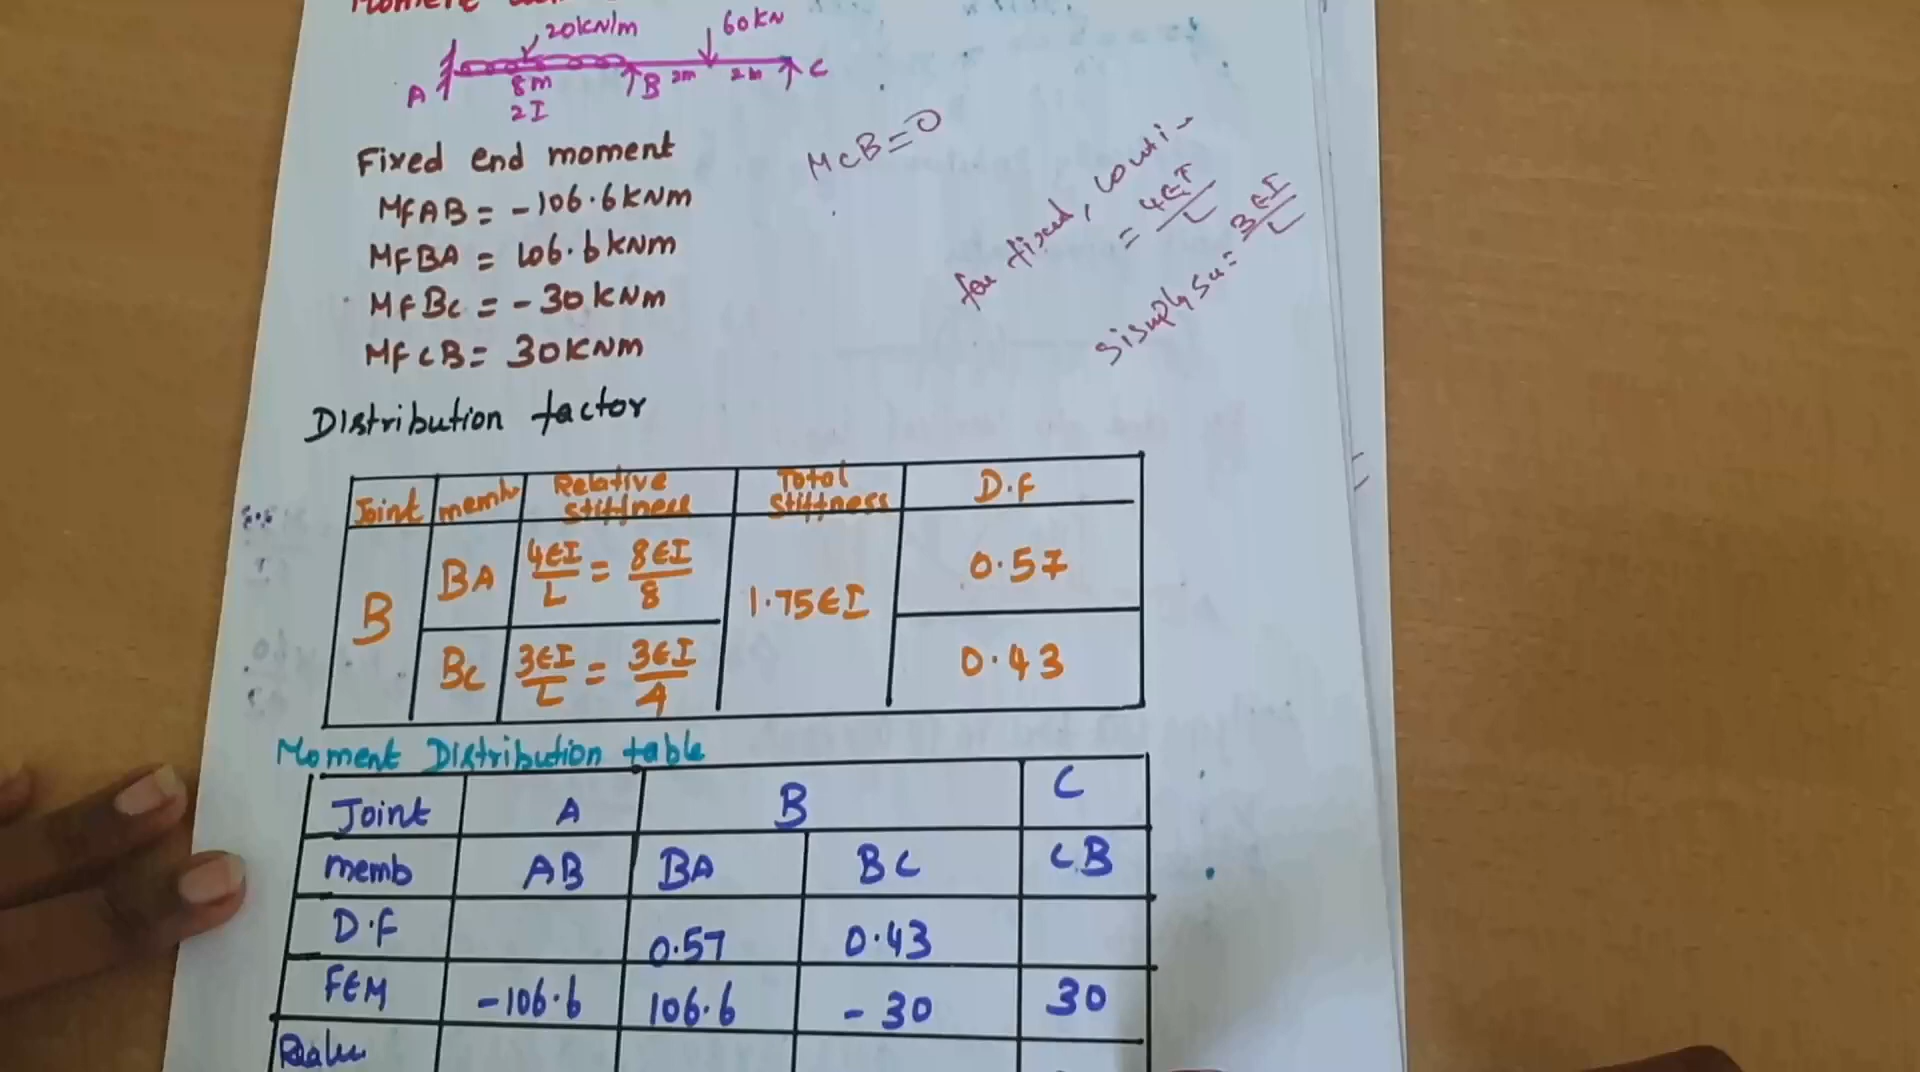 20kN/m
60KN
A
8m
B
2m
2m
C
2I
Fixed end moment
MFAB = -106.6kNm
MFBA = 106.6kNm
MFBC = -30kNm
MFCB = 30KNm
MCB=0
for fixed, conti-
= 4EI/L
simply su = 3EI/L
Distribution factor
Joint memb Relative stiffness Total stiffness D.F
B BA 4EI/L = 8EI/8 1.75EI 0.57
BC 3EI/L = 3EI/4 0.43
Moment Distribution table
Joint A B C
memb AB BA BC CB
D.F 0.57 0.43
FEM -106.6 106.6 -30 30